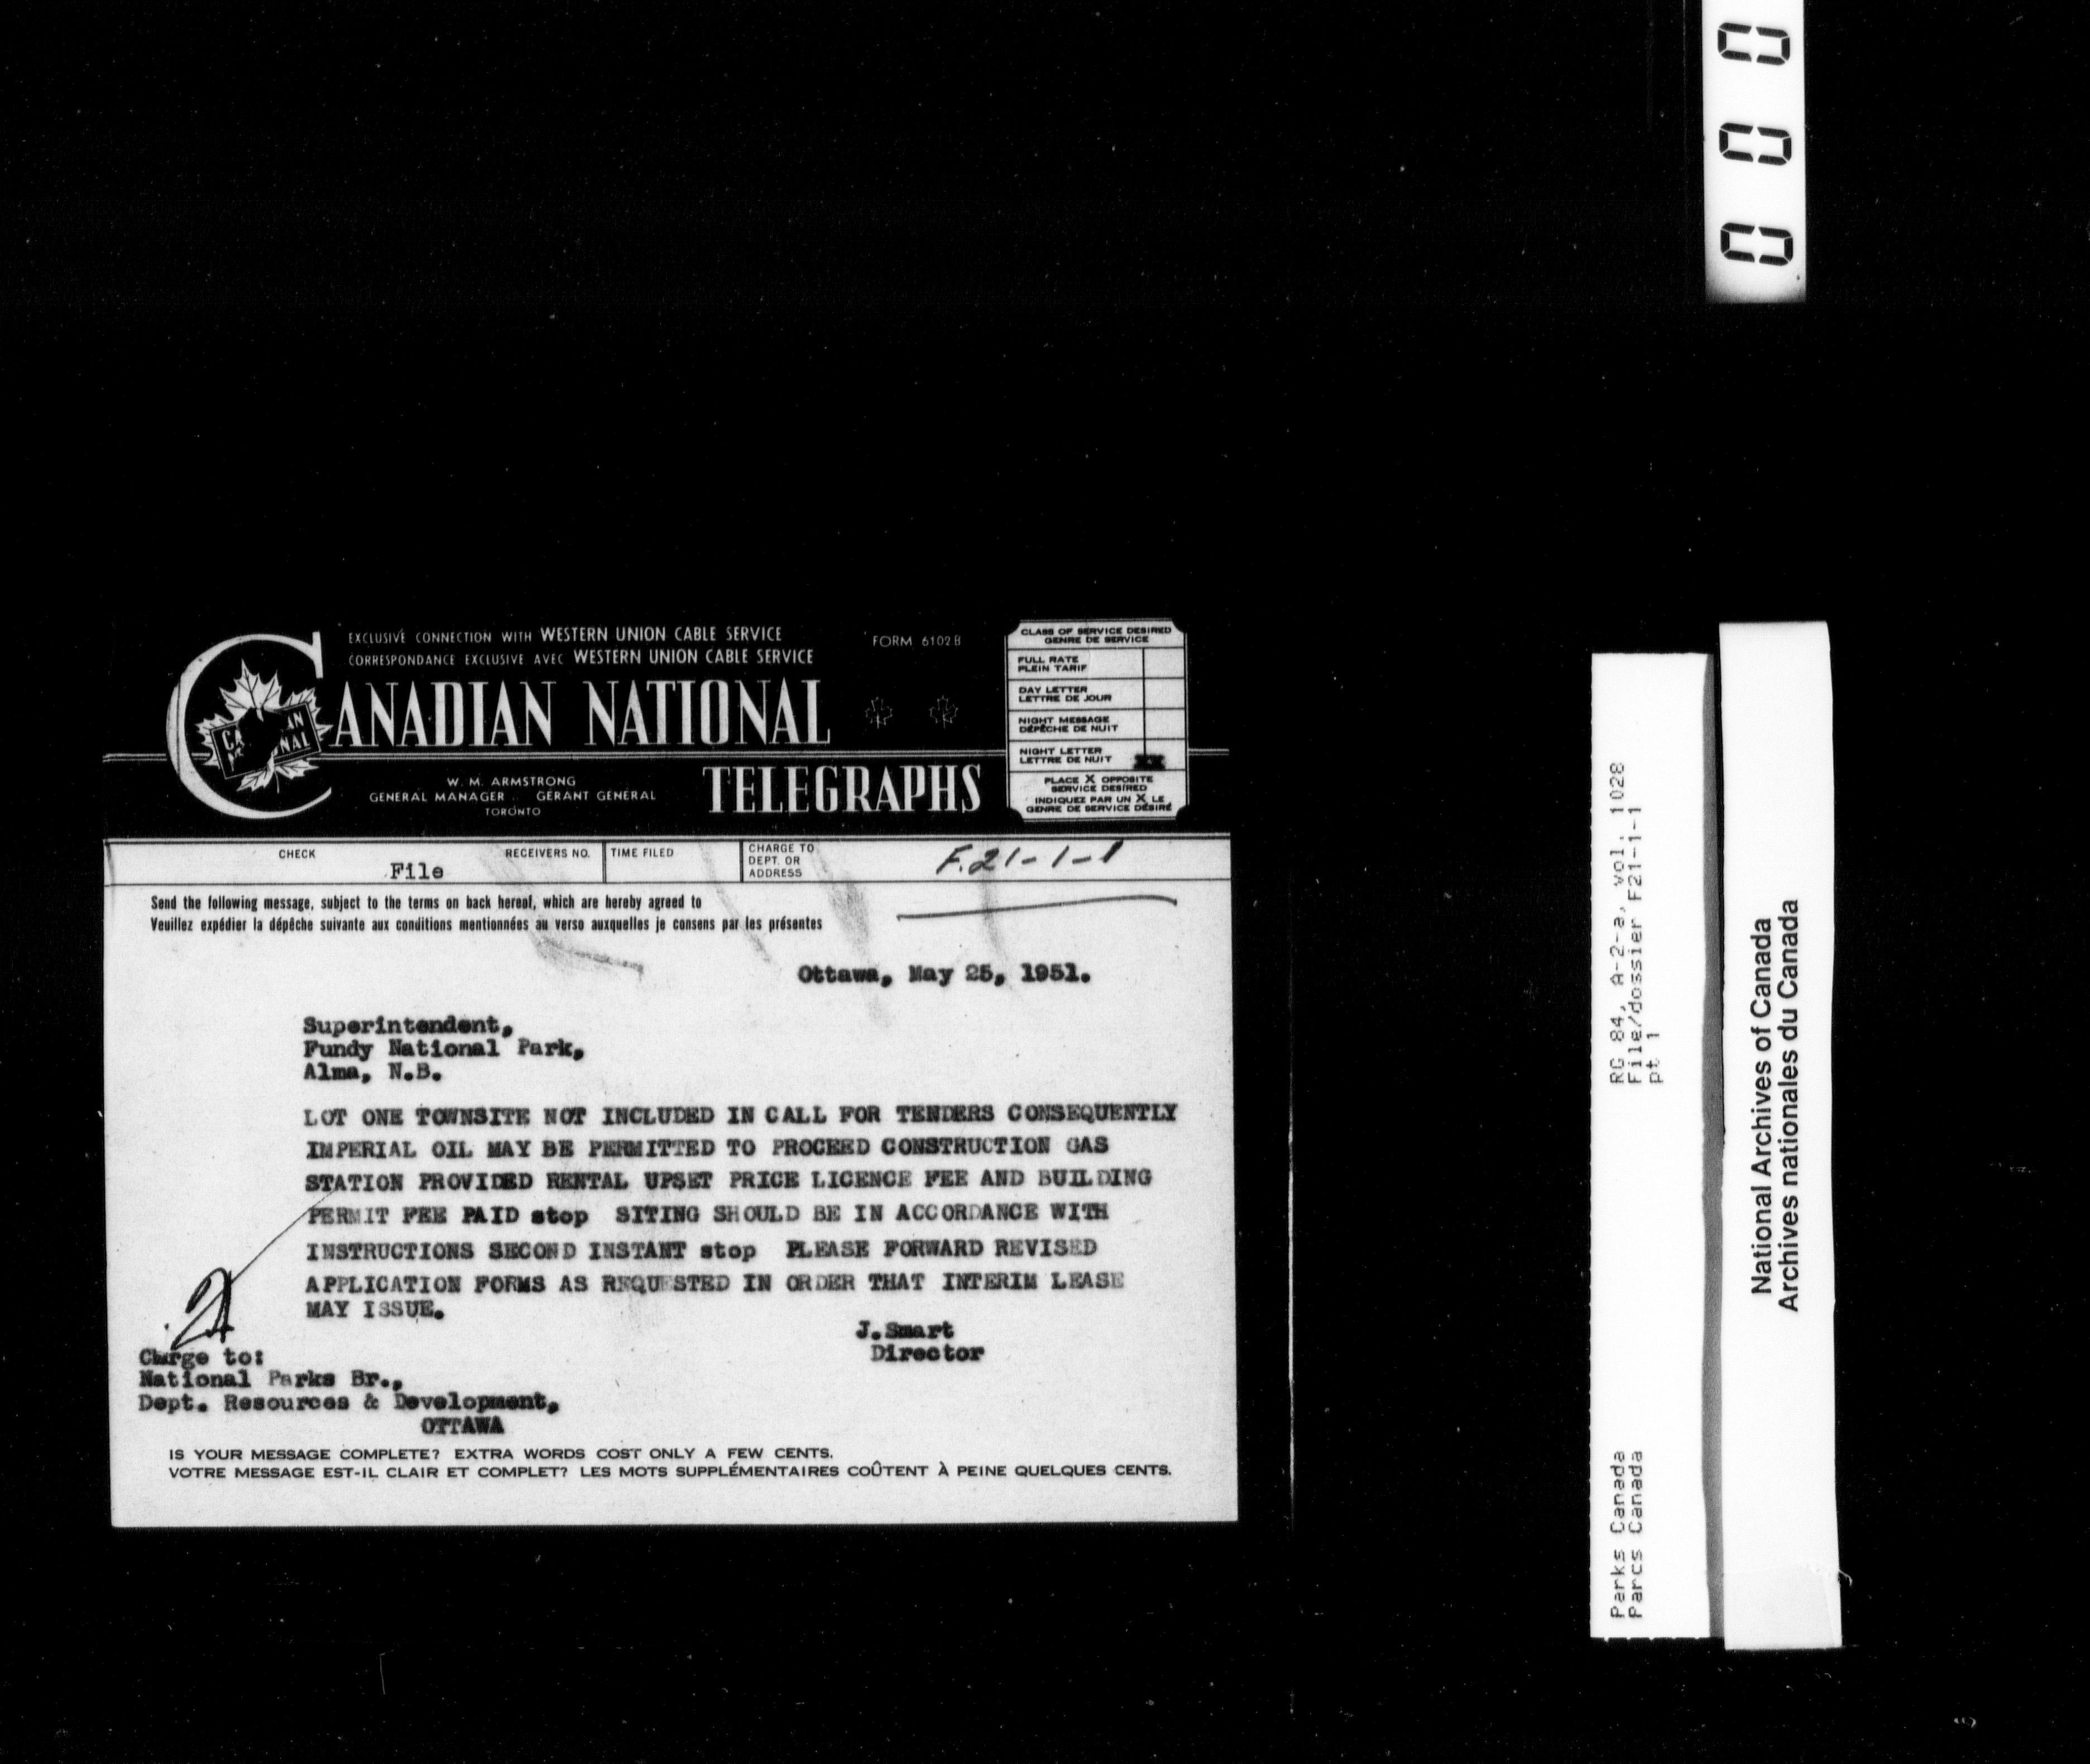 000
EXCLUSIVE CONNECTION WITH WESTERN UNION CABLE SERVICE
CORRESPONDANCE EXCLUSIVE AVEC WESTERN UNION CABLE SERVICE
FORM 6102 B
CANADIAN NATIONAL
TELEGRAPHS
W. M. ARMSTRONG
GENERAL MANAGER GÉRANT GÉNÉRAL
TORONTO
CLASS OF SERVICE DESIRED
GENRE DE SERVICE
FULL RATE
PLEIN TARIF
DAY LETTER
LETTRE DE JOUR
NIGHT MESSAGE
DÉPÊCHE DE NUIT
NIGHT LETTER
LETTRE DE NUIT XX
PLACE X OPPOSITE
SERVICE DESIRED
INDIQUEZ PAR UN X LE
GENRE DE SERVICE DÉSIRÉ
CHECK
File
RECEIVERS NO.
TIME FILED
CHARGE TO
DEPT. OR
ADDRESS
F.21-1-1
Send the following message, subject to the terms on back hereof, which are hereby agreed to
Veuillez expédier la dépêche suivante aux conditions mentionnées au verso auxquelles je consens par les présentes
Ottawa, May 25, 1951.
Superintendent,
Fundy National Park,
Alma, N.B.
LOT ONE TOWNSITE NOT INCLUDED IN CALL FOR TENDERS CONSEQUENTLY
IMPERIAL OIL MAY BE PERMITTED TO PROCEED CONSTRUCTION GAS
STATION PROVIDED RENTAL UPSET PRICE LICENCE FEE AND BUILDING
PERMIT FEE PAID stop SITING SHOULD BE IN ACCORDANCE WITH
INSTRUCTIONS SECOND INSTANT stop PLEASE FORWARD REVISED
APPLICATION FORMS AS REQUESTED IN ORDER THAT INTERIM LEASE
MAY ISSUE.
J.Smart
Director
Charge to:
National Parks Br.,
Dept. Resources & Development,
OTTAWA
IS YOUR MESSAGE COMPLETE? EXTRA WORDS COST ONLY A FEW CENTS.
VOTRE MESSAGE EST-IL CLAIR ET COMPLET? LES MOTS SUPPLÉMENTAIRES COÛTENT À PEINE QUELQUES CENTS.
Parks Canada
Parcs Canada
RG 84, A-2-a, vol. 1028
File/dossier F21-11-1
pt 1
National Archives of Canada
Archives nationales du Canada